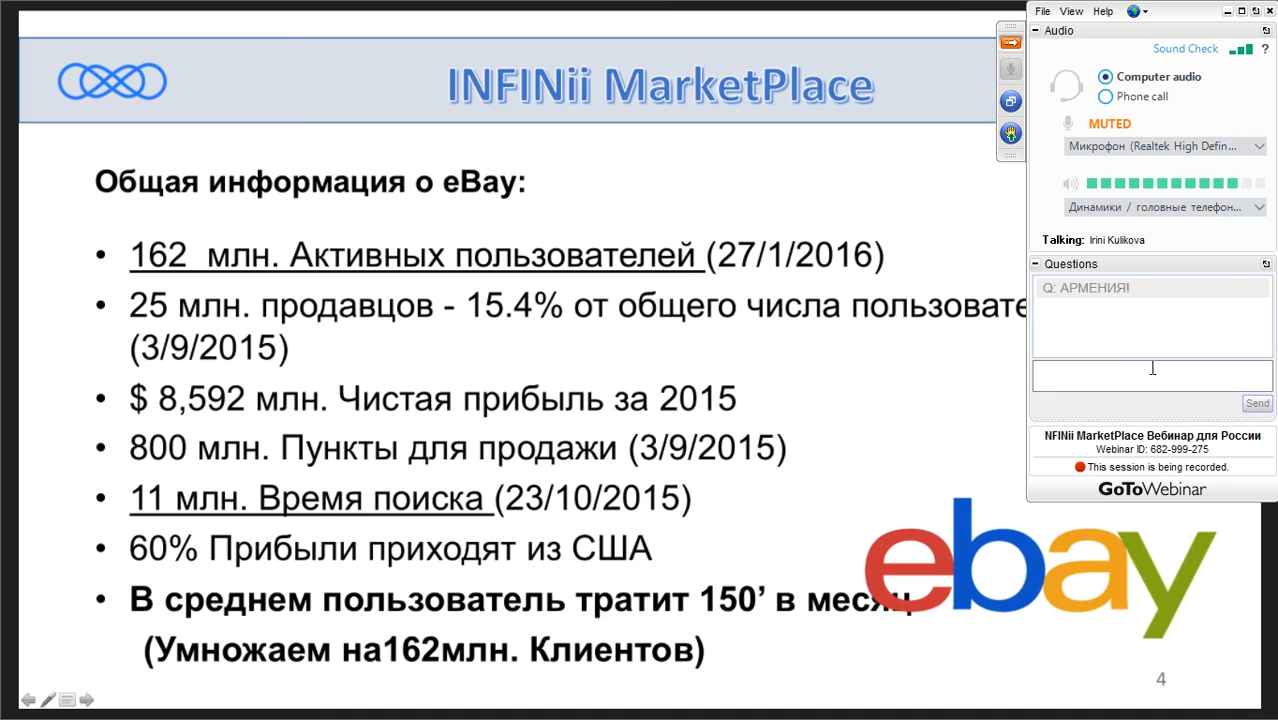 INFINii MarketPlace
Общая информация о eBay:
• 162 млн. Активных пользователей (27/1/2016)
• 25 млн. продавцов - 15.4% от общего числа пользовате
(3/9/2015)
• $ 8,592 млн. Чистая прибыль за 2015
• 800 млн. Пункты для продажи (3/9/2015)
• 11 млн. Время поиска (23/10/2015)
• 60% Прибыли приходят из США
• В среднем пользователь тратит 150’ в месяц
(Умножаем на162млн. Клиентов)
ebay
4
File View Help
Audio
Sound Check ?
Computer audio
Phone call
MUTED
Микрофон (Realtek High Defin...
Динамики / головные телефон...
Talking: Irini Kulikova
Questions
Q: АРМЕНИЯ!
Send
NFINii MarketPlace Вебинар для России
Webinar ID: 682-999-275
This session is being recorded.
GoToWebinar